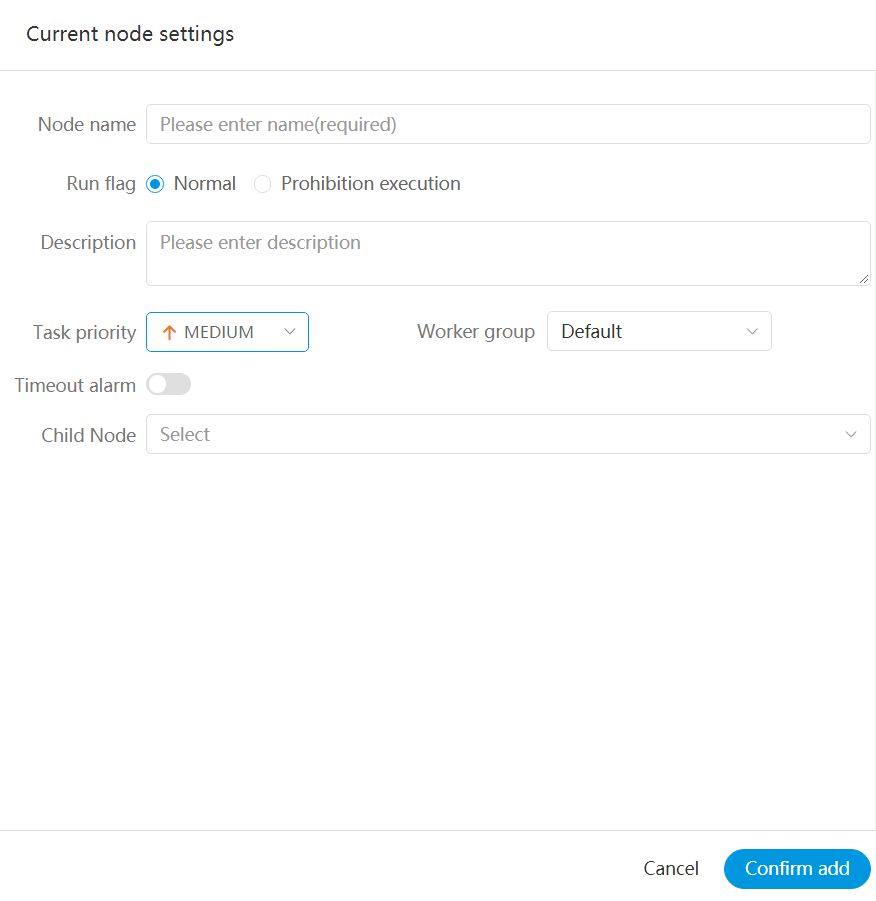 Current node settings
Node name Please enter name(required)
Run flag Normal Prohibition execution
Description Please enter description
Task priority MEDIUM Worker group Default
Timeout alarm
Child Node Select
Cancel Confirm add